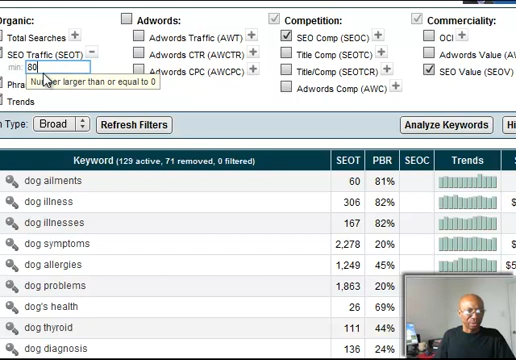 Organic: Adwords: Competition: Commerciality:
Total Searches Adwords Traffic (AWT) SEO Comp (SEOC) OCI
SEO Traffic (SEOT) Adwords CTR (AWCTR) Title Comp (SEOTC) Adwords Value (AW
min: 80 Adwords CPC (AWCPC) Title/Comp (SEOTCR) SEO Value (SEOV)
Number larger than or equal to 0
Phra Adwords Comp (AWC)
Trends
Type: Broad Refresh Filters Analyze Keywords Hi
Keyword (129 active, 71 removed, 0 filtered) SEOT PBR SEOC Trends
dog ailments 60 81%
dog illness 306 82% $
dog illnesses 167 82%
dog symptoms 2,278 20% $
dog allergies 1,249 45% $5
dog problems 1,863 20%
dog's health 26 69%
dog thyroid 111 44%
dog diagnosis 136 24%